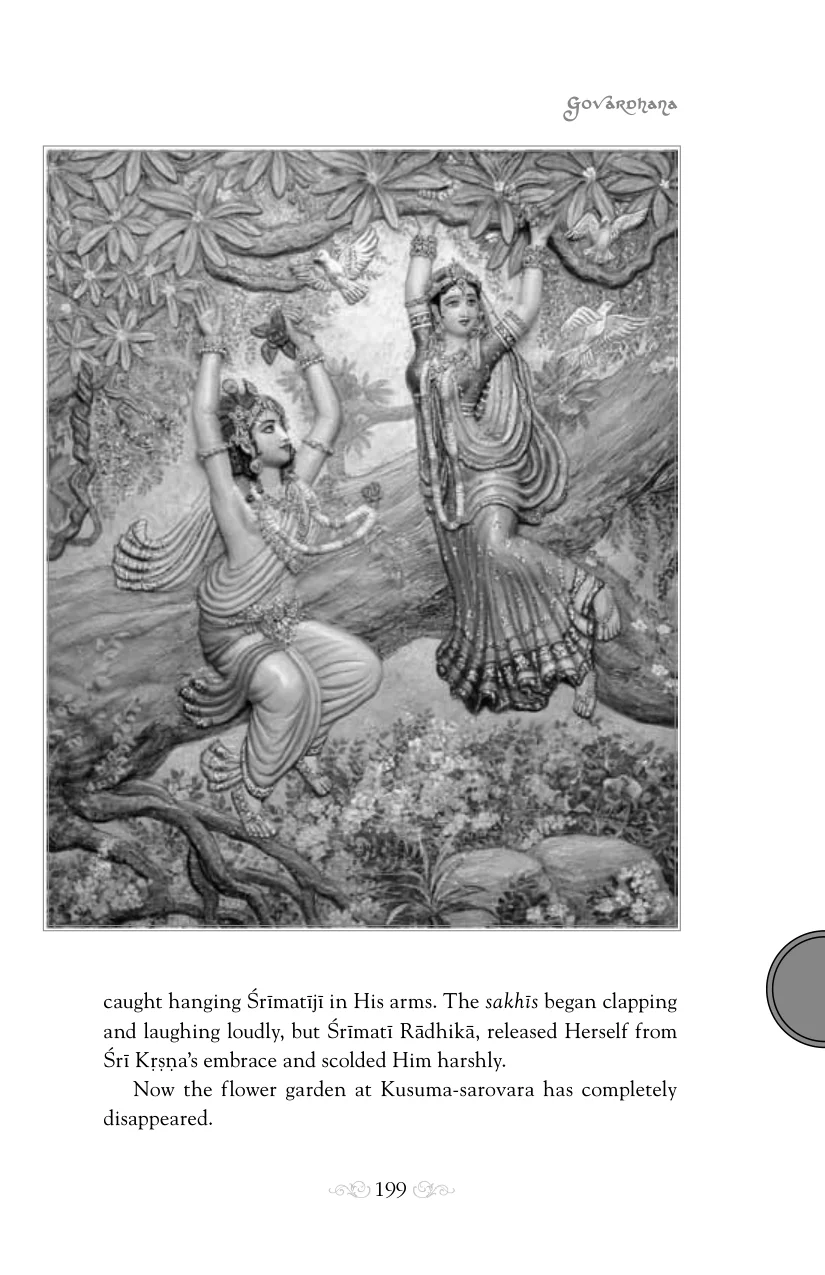 Govardhana
caught hanging Śrīmatījī in His arms. The sakhīs began clapping
and laughing loudly, but Śrīmatī Rādhikā, released Herself from
Śrī Kṛṣṇa’s embrace and scolded Him harshly.
Now the flower garden at Kusuma-sarovara has completely
disappeared.
199